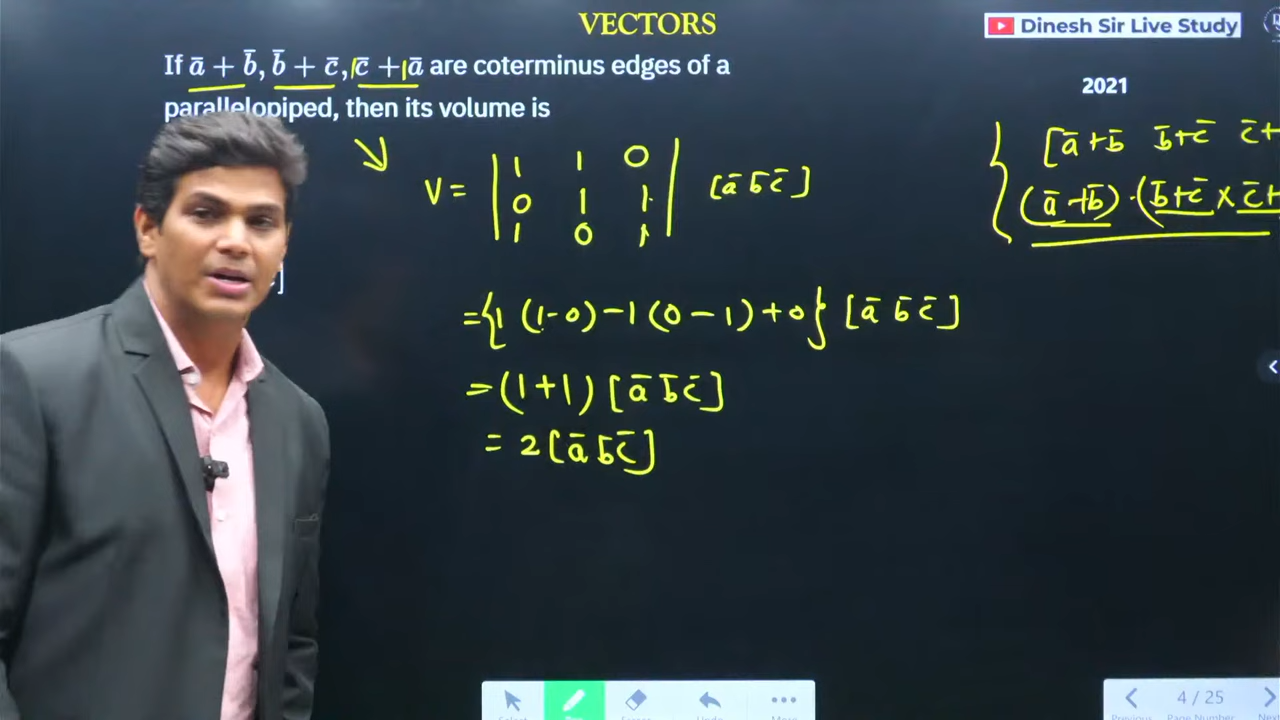 VECTORS
Dinesh Sir Live Study
If ā + b̄, b̄ + c̄, c̄ + ā are coterminus edges of a
parallelopiped, then its volume is
2021
V = | 1 1 0 | [ā b̄ c̄]
| 0 1 1 |
| 1 0 1 |
[ā+b̄ b̄+c̄ c̄+
(ā+b̄)·(b̄+c̄ × c̄+
={1 (1-0) -1 (0 - 1) + 0} [ā b̄ c̄]
= (1+1) [ā b̄ c̄]
= 2 [ā b̄ c̄]
4 / 25